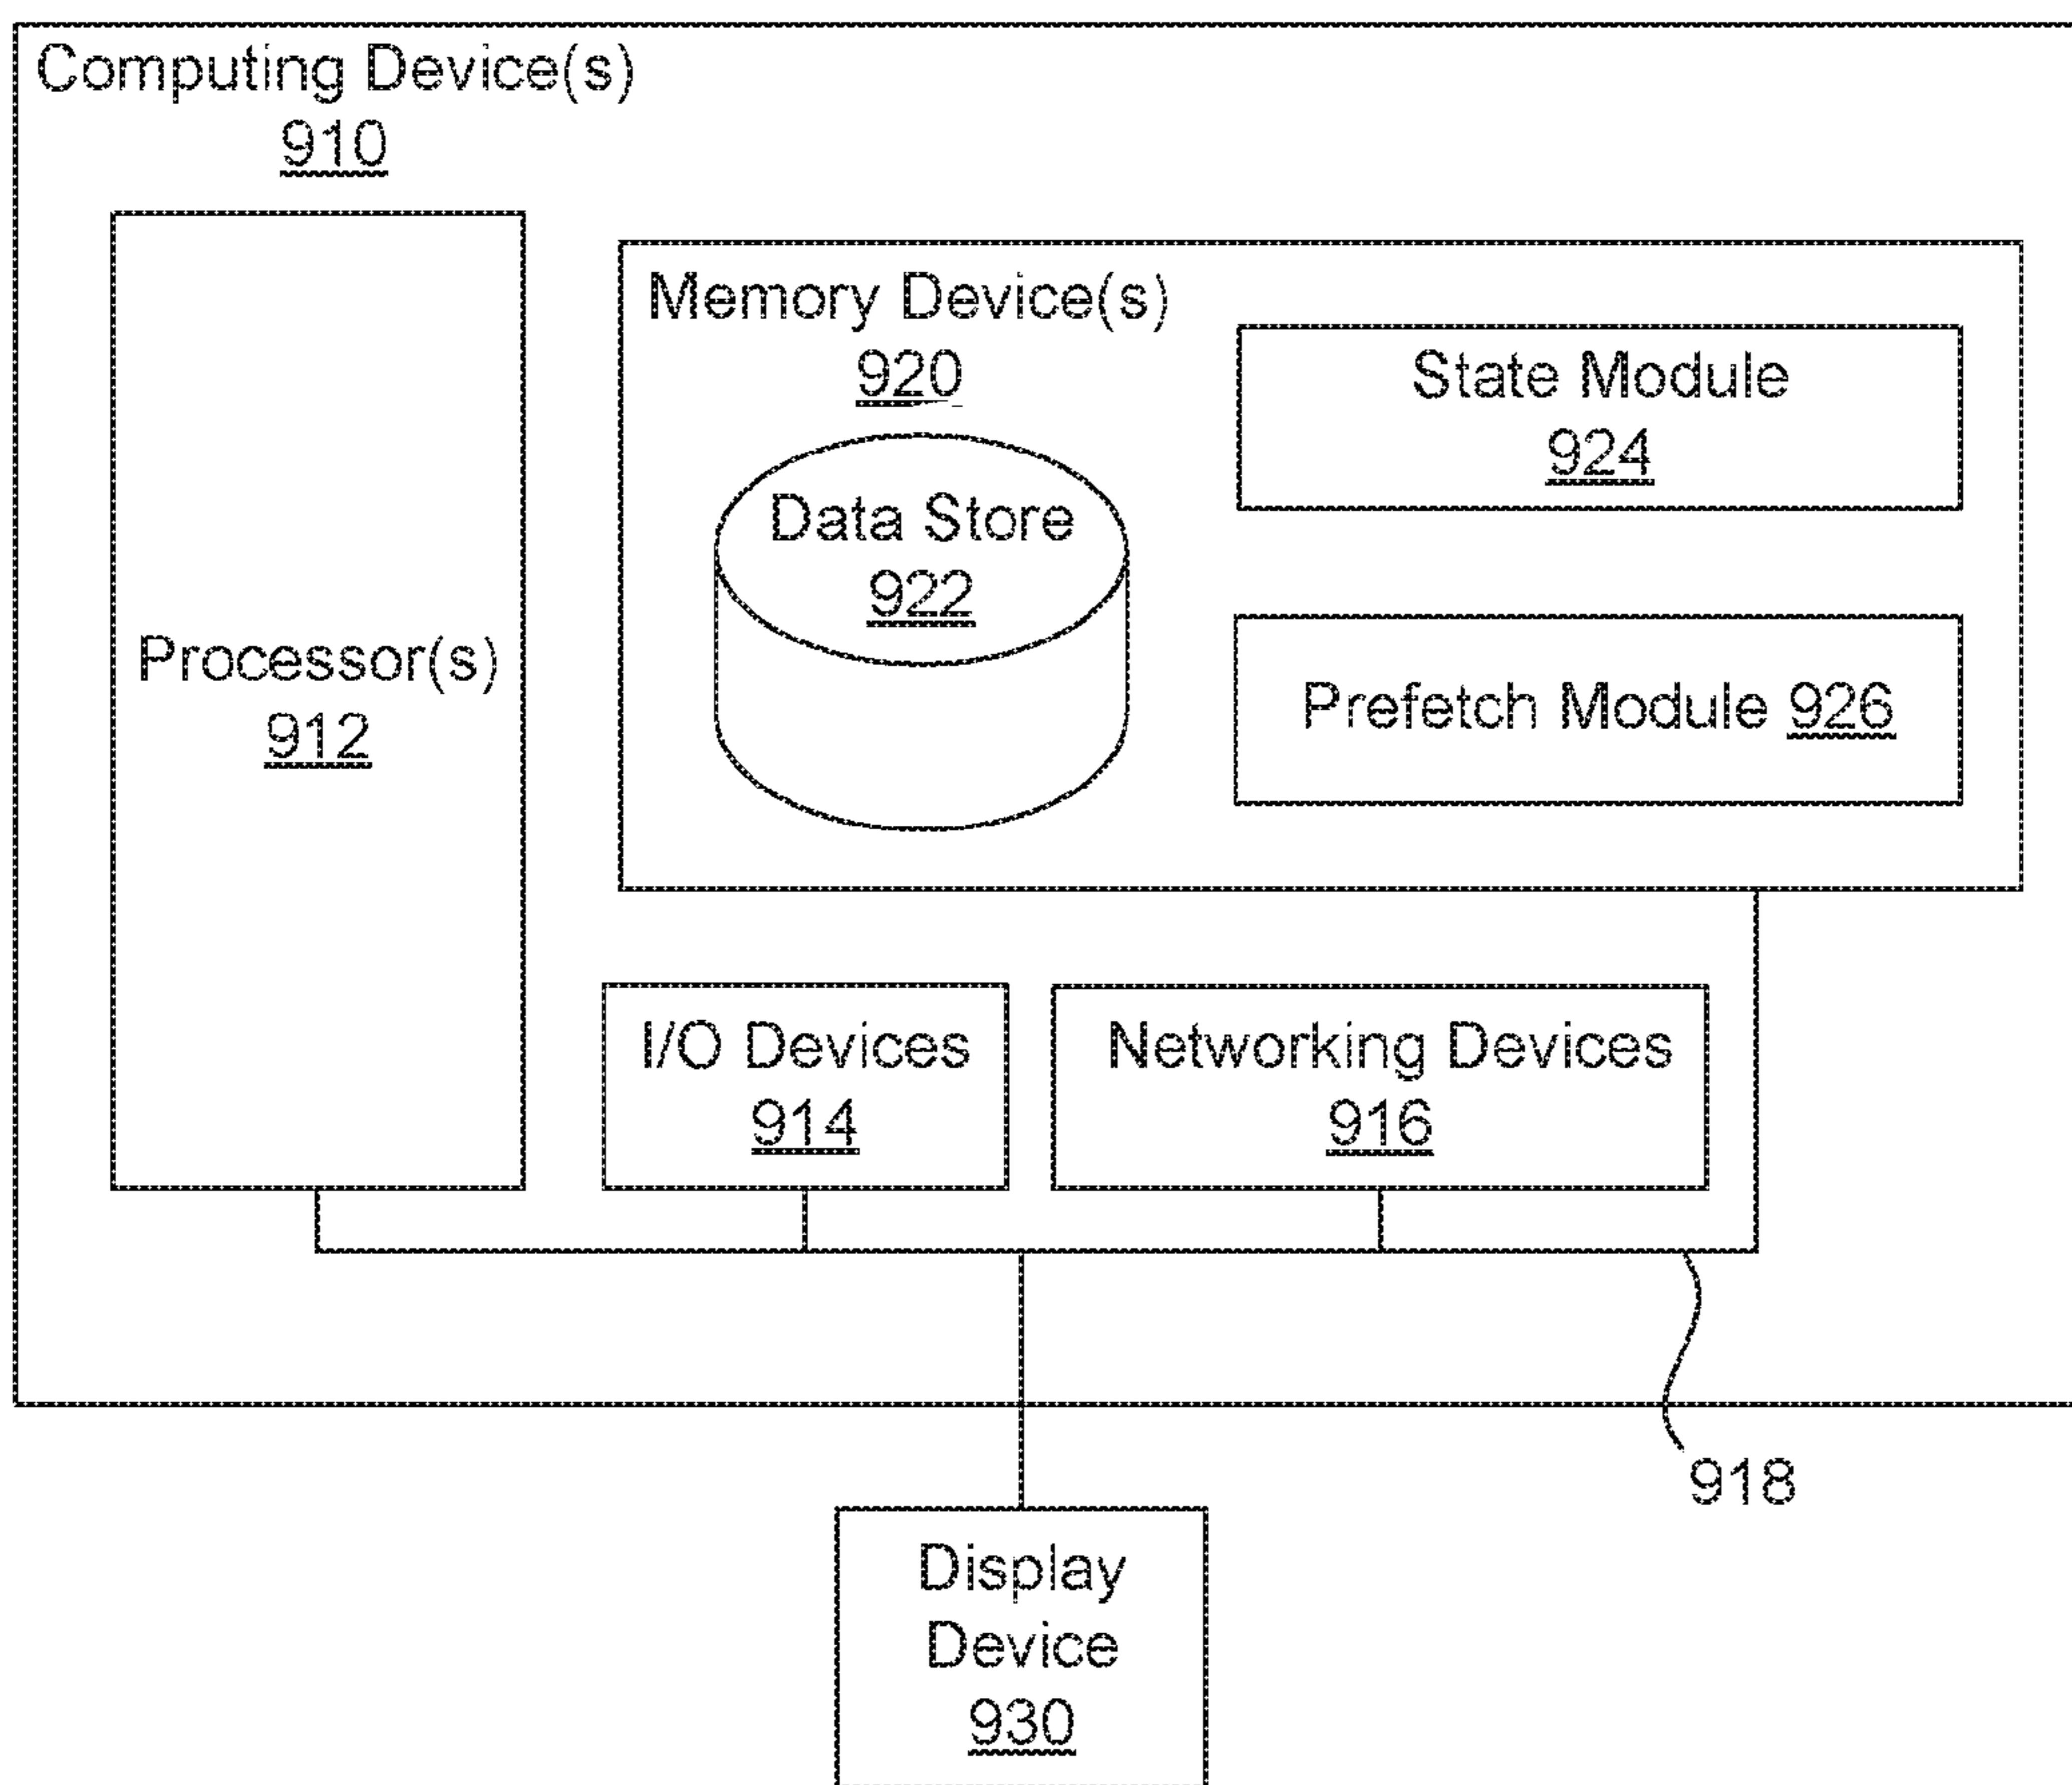 Computing Device(s)
910
Processor(s)
912
Memory Device(s)
920
Data Store
922
State Module
924
Prefetch Module 926
I/O Devices
914
Networking Devices
916
918
Display
Device
930